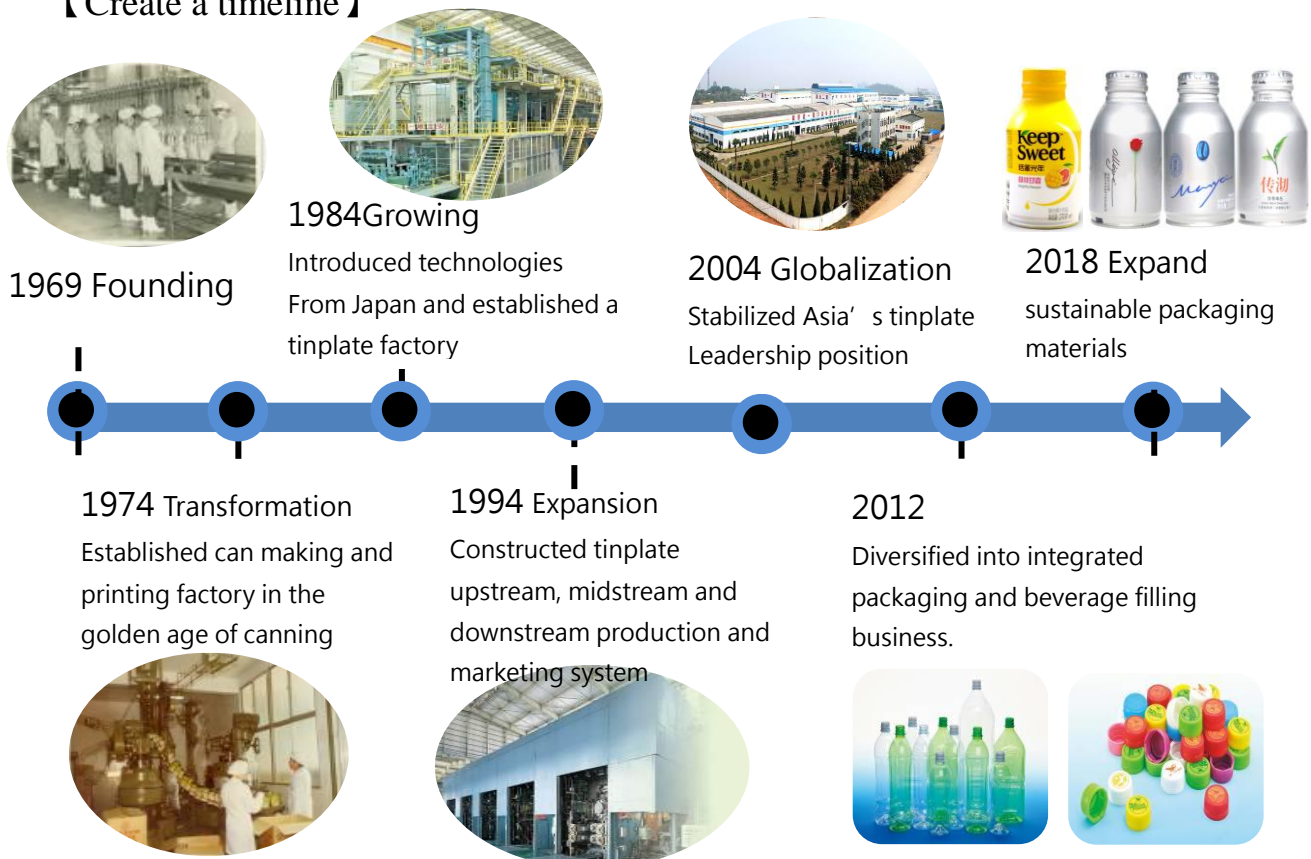 【Create a timeline】
1969 Founding
1984Growing
Introduced technologies
From Japan and established a
tinplate factory
2004 Globalization
Stabilized Asia’s tinplate
Leadership position
Keep
Sweet
传沏
2018 Expand
sustainable packaging
materials
1974 Transformation
Established can making and
printing factory in the
golden age of canning
1994 Expansion
Constructed tinplate
upstream, midstream and
downstream production and
marketing system
2012
Diversified into integrated
packaging and beverage filling
business.